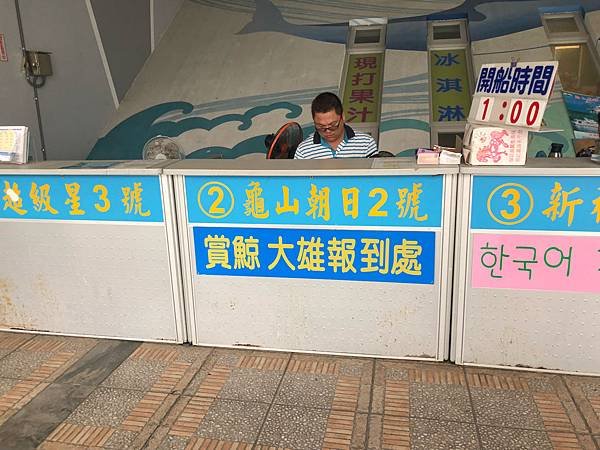 現打果汁
冰淇淋
開船時間
1:00
超級星3號
②龜山朝日2號
③新
賞鯨 大雄報到處
한국어